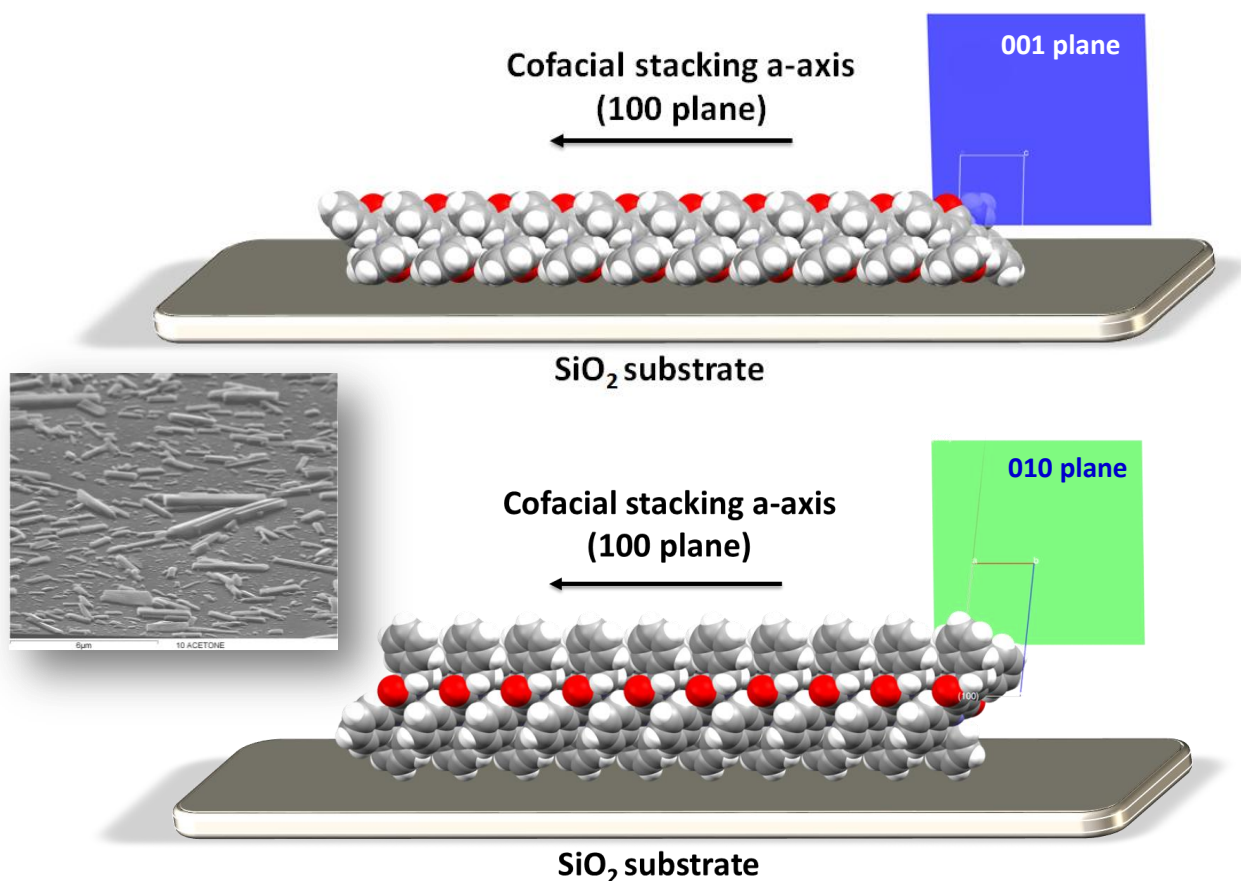 001 plane
Cofacial stacking a-axis
(100 plane)
c
SiO2 substrate
6µm 10 ACETONE
010 plane
Cofacial stacking a-axis
(100 plane)
a b
(100)
SiO2 substrate